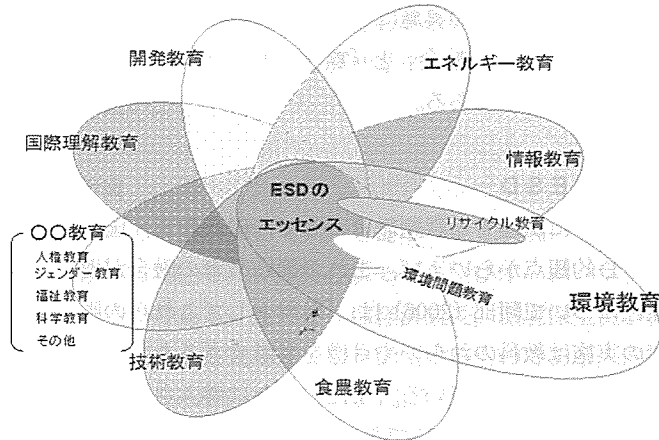 開発教育
エネルギー教育
国際理解教育
情報教育
ESDの
エッセンス
リサイクル教育
〇〇教育
人権教育
ジェンダー教育
福祉教育
科学教育
その他
環境問題教育
環境教育
技術教育
食農教育